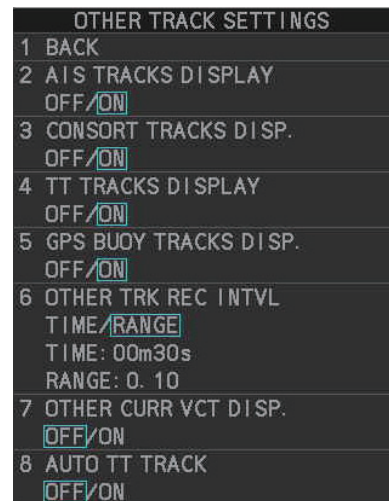 OTHER TRACK SETTINGS
1 BACK
2 AIS TRACKS DISPLAY
OFF/ON
3 CONSORT TRACKS DISP.
OFF/ON
4 TT TRACKS DISPLAY
OFF/ON
5 GPS BUOY TRACKS DISP.
OFF/ON
6 OTHER TRK REC INTVL
TIME/RANGE
TIME: 00m30s
RANGE: 0. 10
7 OTHER CURR VCT DISP.
OFF/ON
8 AUTO TT TRACK
OFF/ON